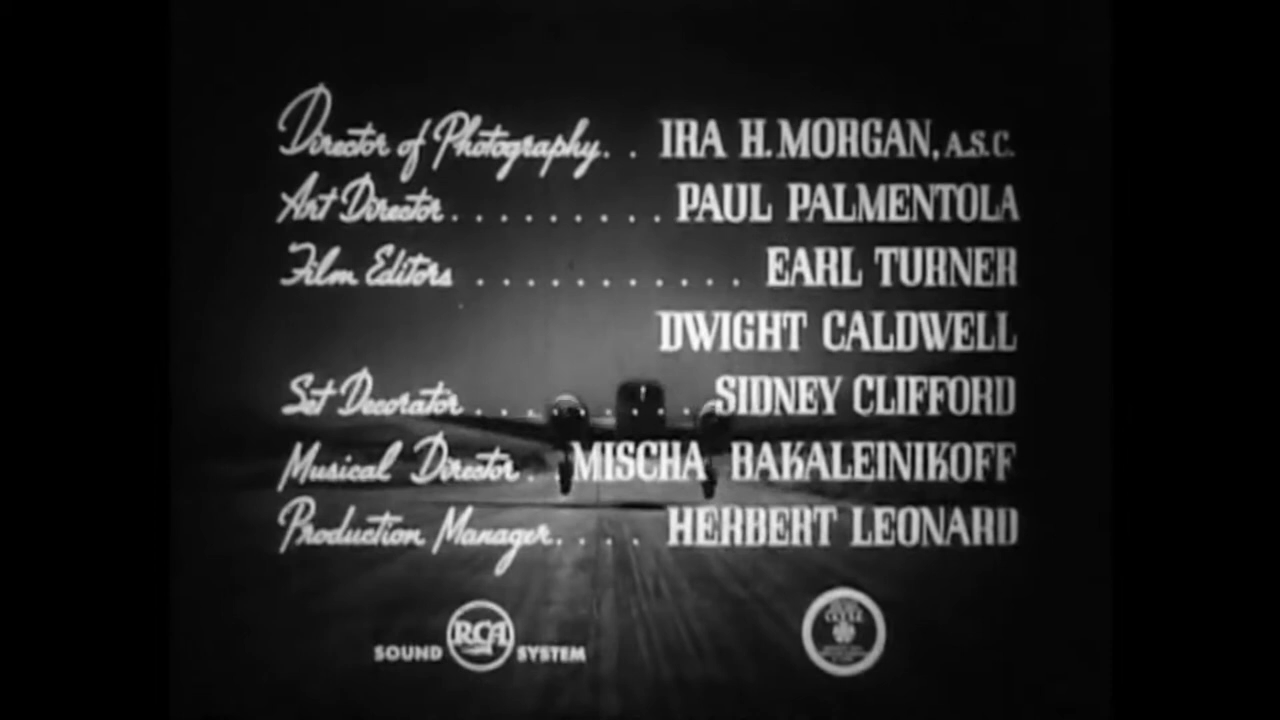 Director of Photography. . IRA H. MORGAN, A.S.C.
Art Director. . . . . . . . . PAUL PALMENTOLA
Film Editors . . . . . . . . . . . EARL TURNER
DWIGHT CALDWELL
Set Decorator. . . . . . . . . SIDNEY CLIFFORD
Musical Director. . MISCHA BAKALEINIKOFF
Production Manager. . . . HERBERT LEONARD
SOUND RCA SYSTEM